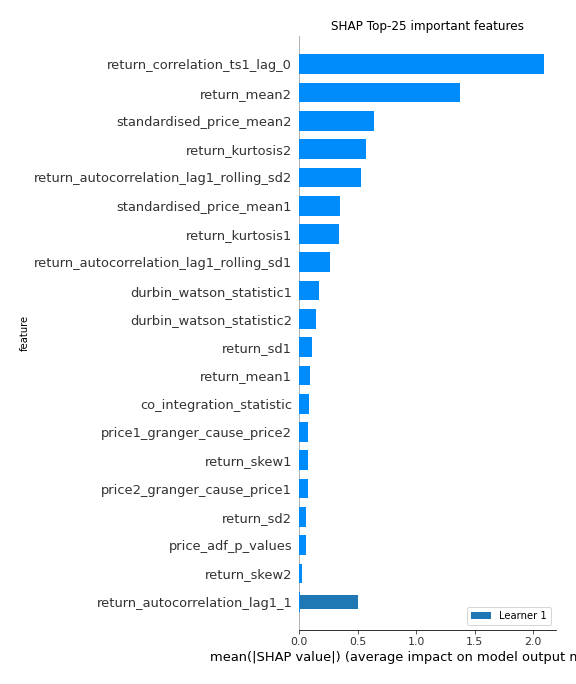 SHAP Top-25 important features
return_correlation_ts1_lag_0
return_mean2
standardised_price_mean2
return_kurtosis2
return_autocorrelation_lag1_rolling_sd2
standardised_price_mean1
return_kurtosis1
return_autocorrelation_lag1_rolling_sd1
durbin_watson_statistic1
durbin_watson_statistic2
return_sd1
return_mean1
co_integration_statistic
price1_granger_cause_price2
return_skew1
price2_granger_cause_price1
return_sd2
price_adf_p_values
return_skew2
return_autocorrelation_lag1_1
feature
Learner 1
0.0 0.5 1.0 1.5 2.0
mean(|SHAP value|) (average impact on model output